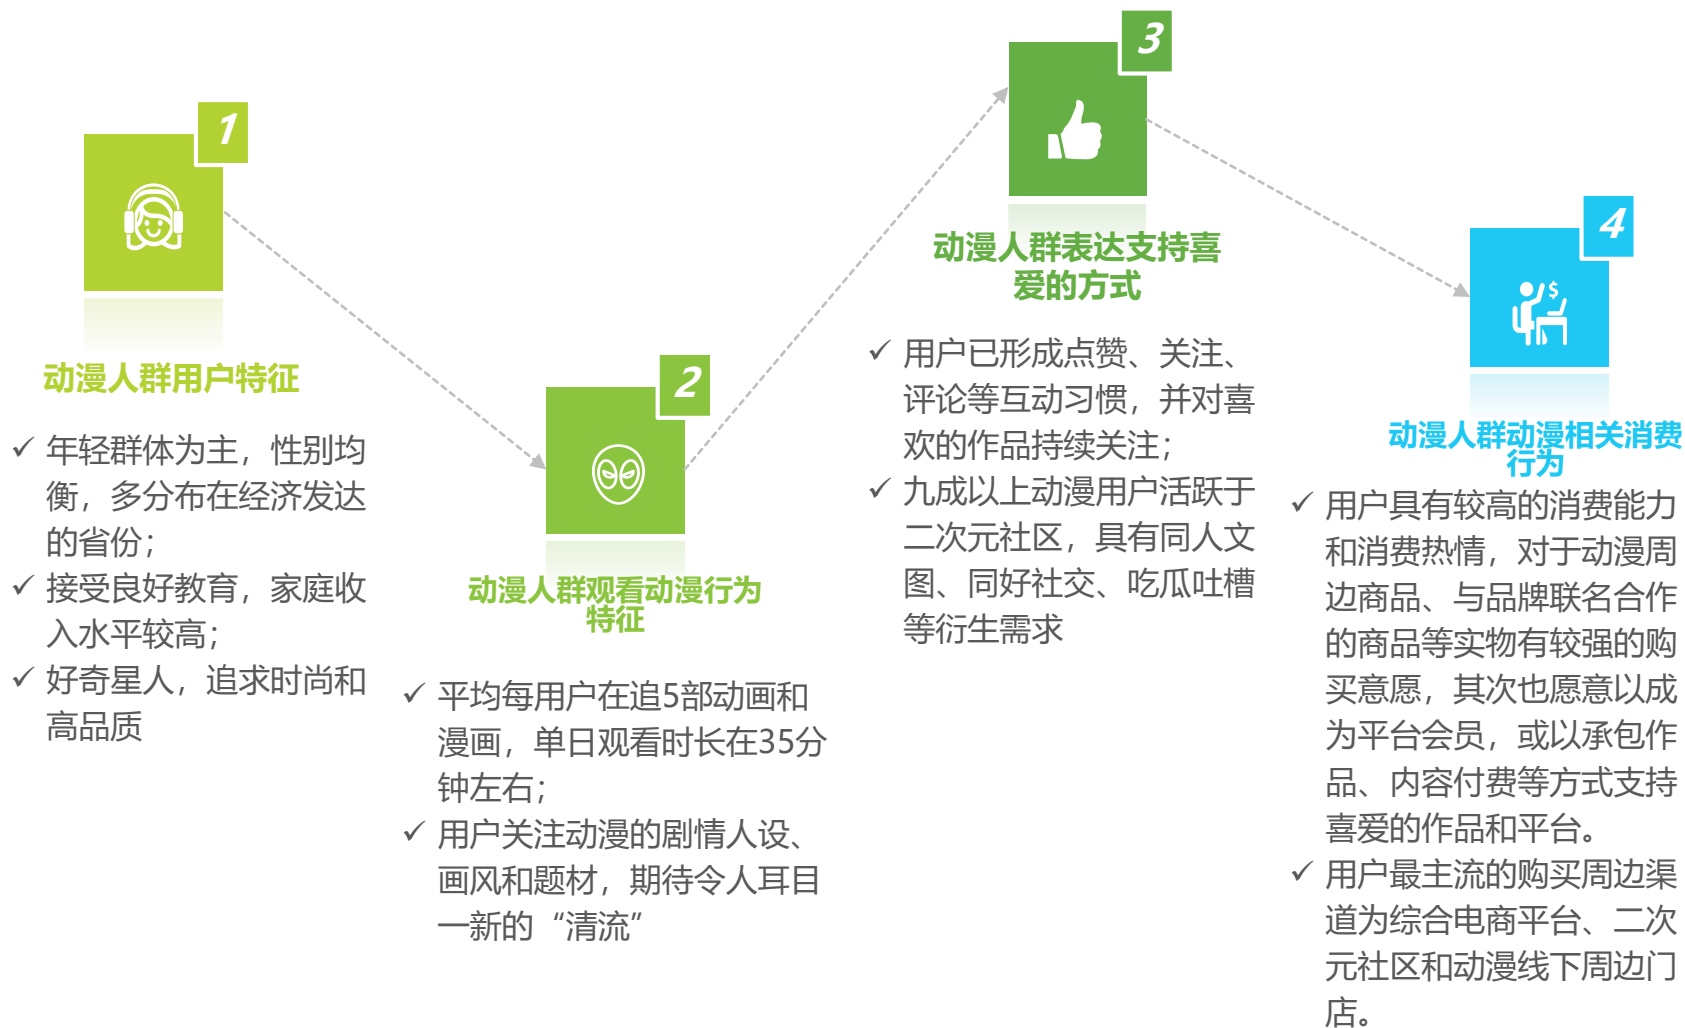 1
动漫人群用户特征
✓ 年轻群体为主，性别均
衡，多分布在经济发达
的省份；
✓ 接受良好教育，家庭收
入水平较高；
✓ 好奇星人，追求时尚和
高品质
2
动漫人群观看动漫行为
特征
✓ 平均每用户在追5部动画和
漫画，单日观看时长在35分
钟左右；
✓ 用户关注动漫的剧情人设、
画风和题材，期待令人耳目
一新的“清流”
3
动漫人群表达支持喜
爱的方式
✓ 用户已形成点赞、关注、
评论等互动习惯，并对喜
欢的作品持续关注；
✓ 九成以上动漫用户活跃于
二次元社区，具有同人文
图、同好社交、吃瓜吐槽
等衍生需求
4
$
动漫人群动漫相关消费
行为
✓ 用户具有较高的消费能力
和消费热情，对于动漫周
边商品、与品牌联名合作
的商品等实物有较强的购
买意愿，其次也愿意以成
为平台会员，或以承包作
品、内容付费等方式支持
喜爱的作品和平台。
✓ 用户最主流的购买周边渠
道为综合电商平台、二次
元社区和动漫线下周边门
店。